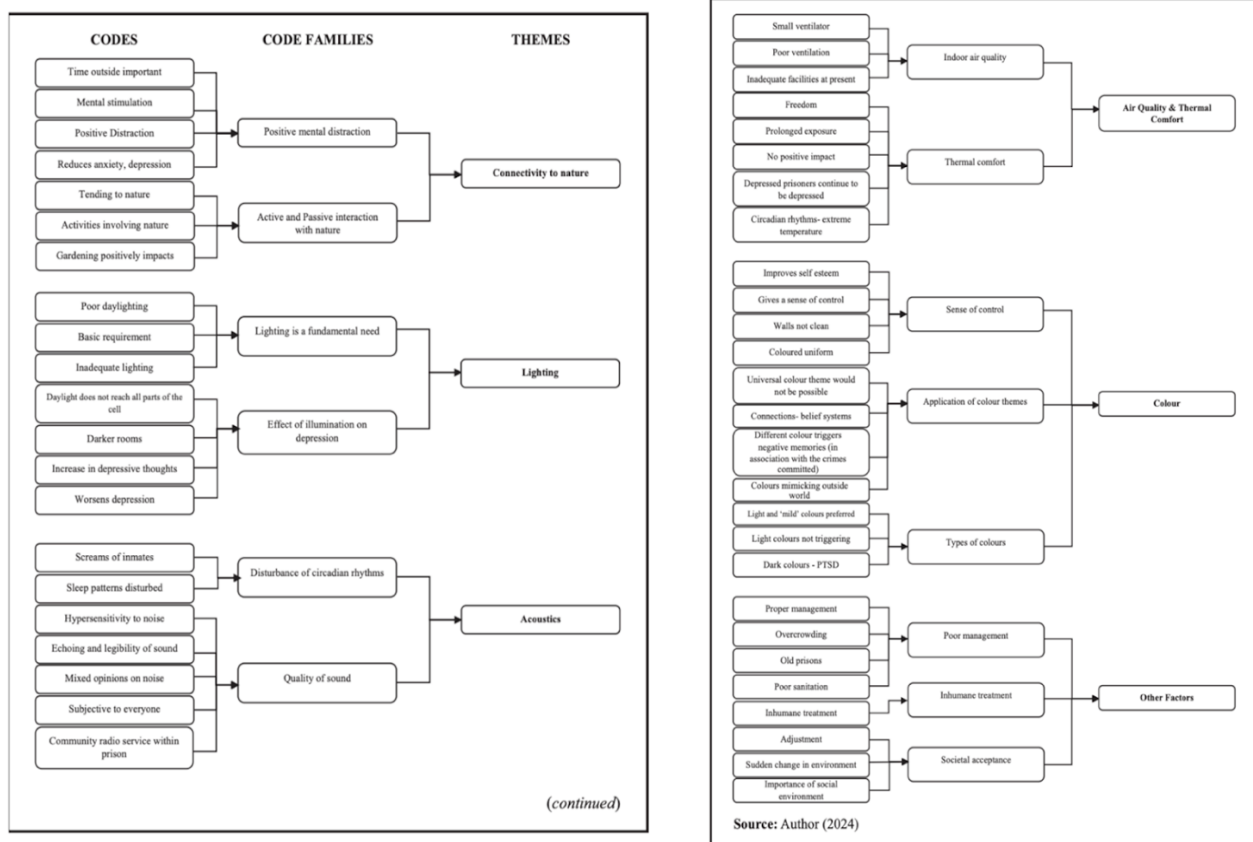 CODES
CODE FAMILIES
THEMES
Time outside important
Mental stimulation
Positive Distraction
Reduces anxiety, depression
Positive mental distraction
Tending to nature
Activities involving nature
Gardening positively impacts
Active and Passive interaction
with nature
Connectivity to nature
Poor daylighting
Basic requirement
Inadequate lighting
Lighting is a fundamental need
Daylight does not reach all parts of the
cell
Darker rooms
Increase in depressive thoughts
Worsens depression
Effect of illumination on
depression
Lighting
Screams of inmates
Sleep patterns disturbed
Disturbance of circadian rhythms
Hypersensitivity to noise
Echoing and legibility of sound
Mixed opinions on noise
Subjective to everyone
Community radio service within
prison
Quality of sound
Acoustics
(continued)
Small ventilator
Poor ventilation
Inadequate facilities at present
Indoor air quality
Freedom
Prolonged exposure
No positive impact
Depressed prisoners continue to
be depressed
Circadian rhythms- extreme
temperature
Thermal comfort
Air Quality & Thermal
Comfort
Improves self esteem
Gives a sense of control
Walls not clean
Coloured uniform
Sense of control
Universal colour theme would
not be possible
Connections- belief systems
Different colour triggers
negative memories (in
association with the crimes
committed)
Colours mimicking outside
world
Application of colour themes
Light and ‘mild’ colours preferred
Light colours not triggering
Dark colours - PTSD
Types of colours
Colour
Proper management
Overcrowding
Old prisons
Poor sanitation
Poor management
Inhumane treatment
Inhumane treatment
Adjustment
Sudden change in environment
Importance of social
environment
Societal acceptance
Other Factors
Source: Author (2024)